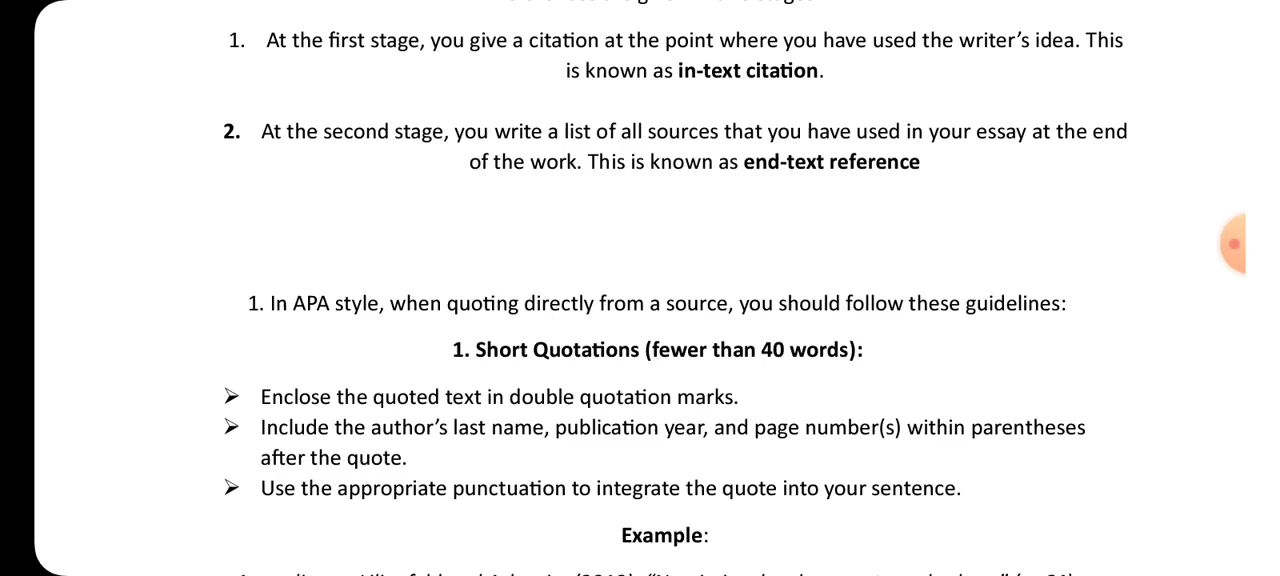 1. At the first stage, you give a citation at the point where you have used the writer’s idea. This
is known as in-text citation.
2. At the second stage, you write a list of all sources that you have used in your essay at the end
of the work. This is known as end-text reference
1. In APA style, when quoting directly from a source, you should follow these guidelines:
1. Short Quotations (fewer than 40 words):
➢ Enclose the quoted text in double quotation marks.
➢ Include the author’s last name, publication year, and page number(s) within parentheses
after the quote.
➢ Use the appropriate punctuation to integrate the quote into your sentence.
Example: